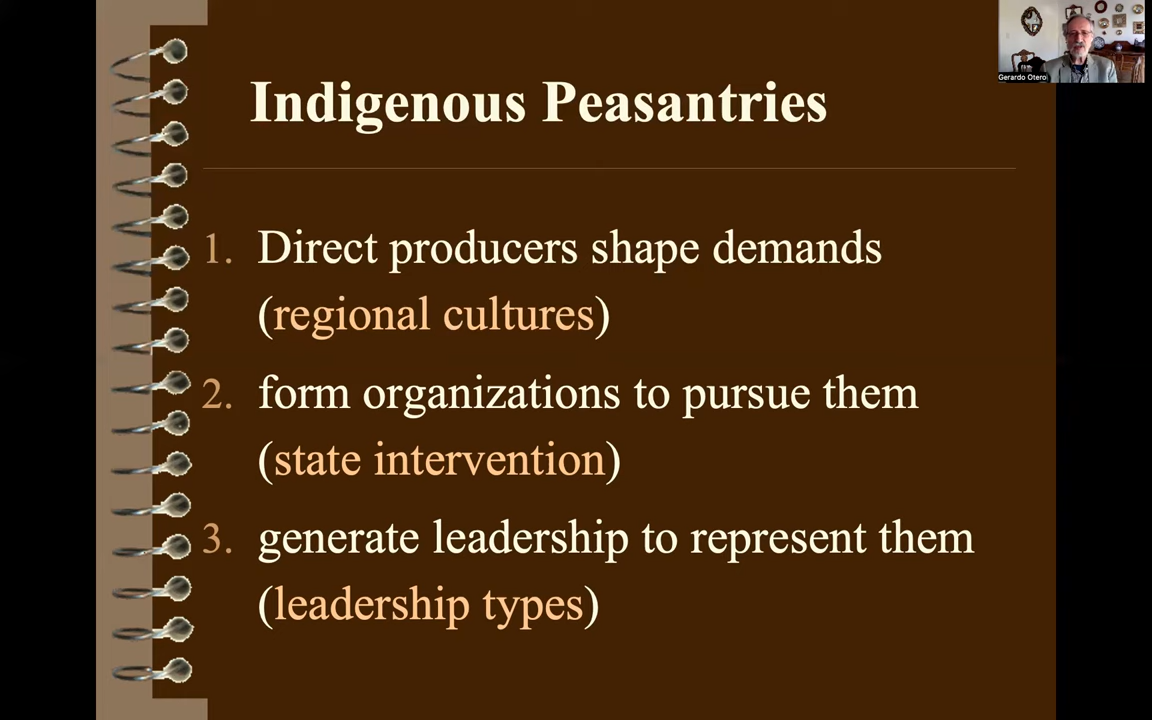 Gerardo Otero
Indigenous Peasantries
1. Direct producers shape demands
(regional cultures)
2. form organizations to pursue them
(state intervention)
3. generate leadership to represent them
(leadership types)